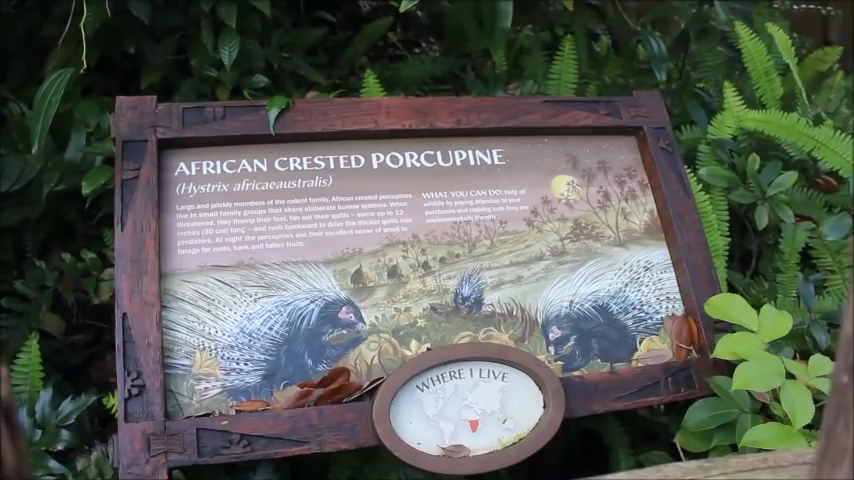 AFRICAN CRESTED PORCUPINE
(Hystrix africaeaustralis)
Large and prickly members of the rodent family, African crested porcupines
live in small family groups that share elaborate burrow systems. When
threatened, they thump their feet, fan out their quills – some up to 12
inches (30 cm) long – and rush backward to drive the thicker quills into
predators. At night the porcupines use their excellent sense of smell to
forage for roots, bark and fallen fruits.
WHAT YOU CAN DO: Help all
wildlife by paying attention to your
purchases and making sure they are
environmentally friendly.
WHERE I LIVE